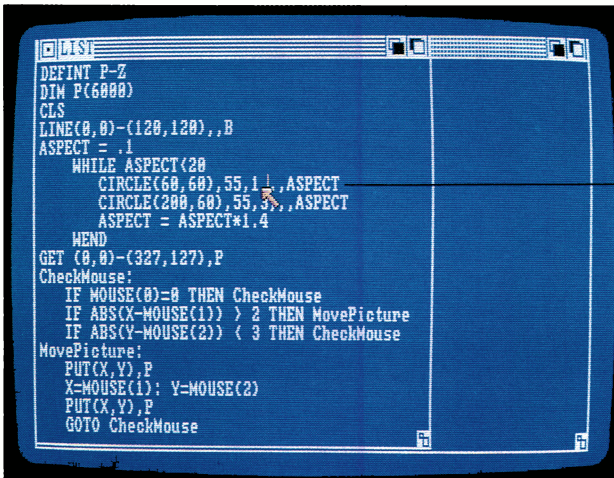 LIST
DEFINT P-Z
DIM P(6000)
CLS
LINE(0,0)-(120,120),,B
ASPECT = .1
WHILE ASPECT<20
CIRCLE(60,60),55,1,,,ASPECT
CIRCLE(200,60),55,3,,,ASPECT
ASPECT = ASPECT*1.4
WEND
GET (0,0)-(327,127),P
CheckMouse:
IF MOUSE(0)=0 THEN CheckMouse
IF ABS(X-MOUSE(1)) > 2 THEN MovePicture
IF ABS(Y-MOUSE(2)) < 3 THEN CheckMouse
MovePicture:
PUT(X,Y),P
X=MOUSE(1): Y=MOUSE(2)
PUT(X,Y),P
GOTO CheckMouse